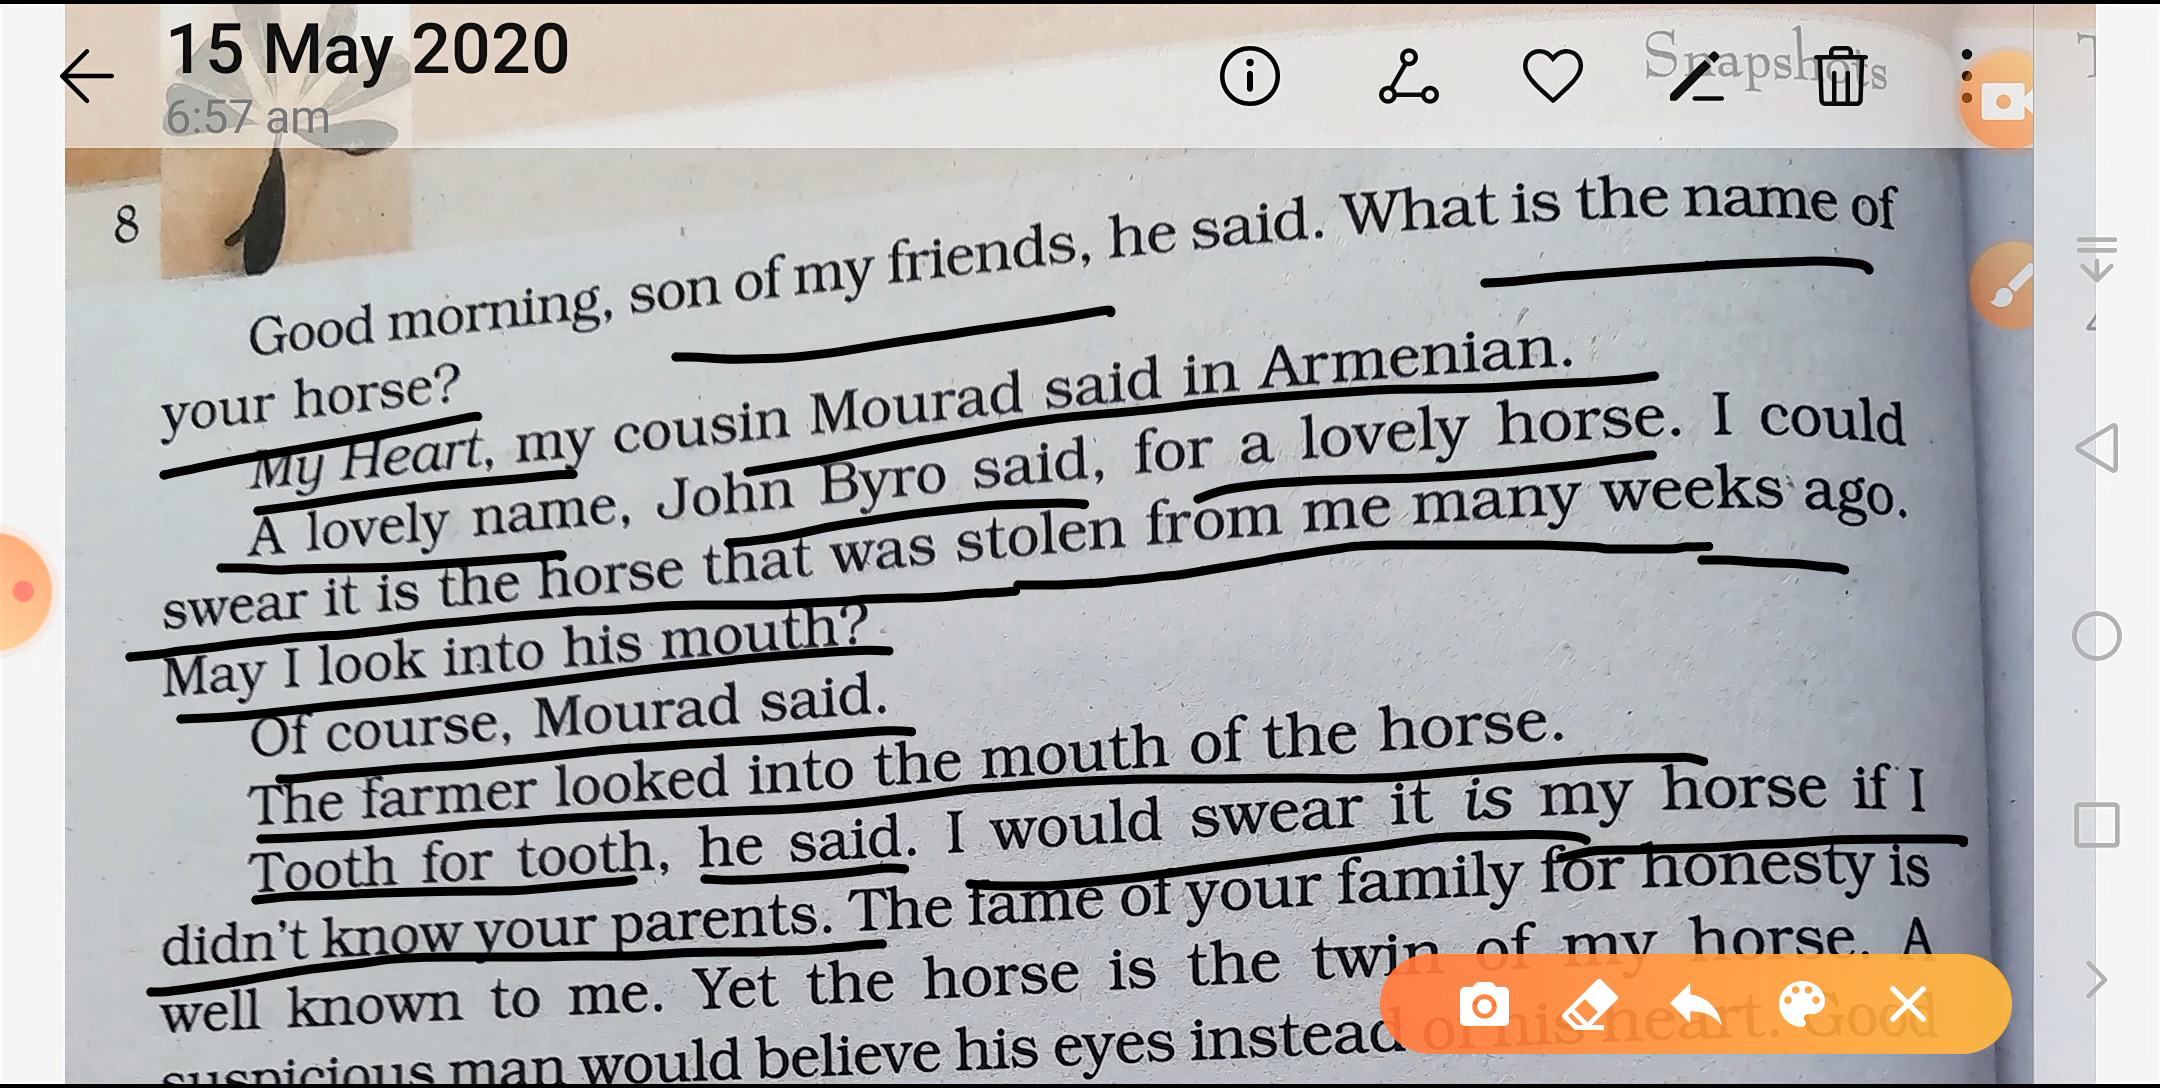 15 May 2020
6:57 am
Snapshots
8
Good morning, son of my friends, he said. What is the name of
your horse?
My Heart, my cousin Mourad said in Armenian.
A lovely name, John Byro said, for a lovely horse. I could
swear it is the horse that was stolen from me many weeks ago.
May I look into his mouth?
Of course, Mourad said.
The farmer looked into the mouth of the horse.
Tooth for tooth, he said. I would swear it is my horse if I
didn't know your parents. The fame of your family for honesty is
well known to me. Yet the horse is the twin of my horse. A
suspicious man would believe his eyes instead of his heart. Good